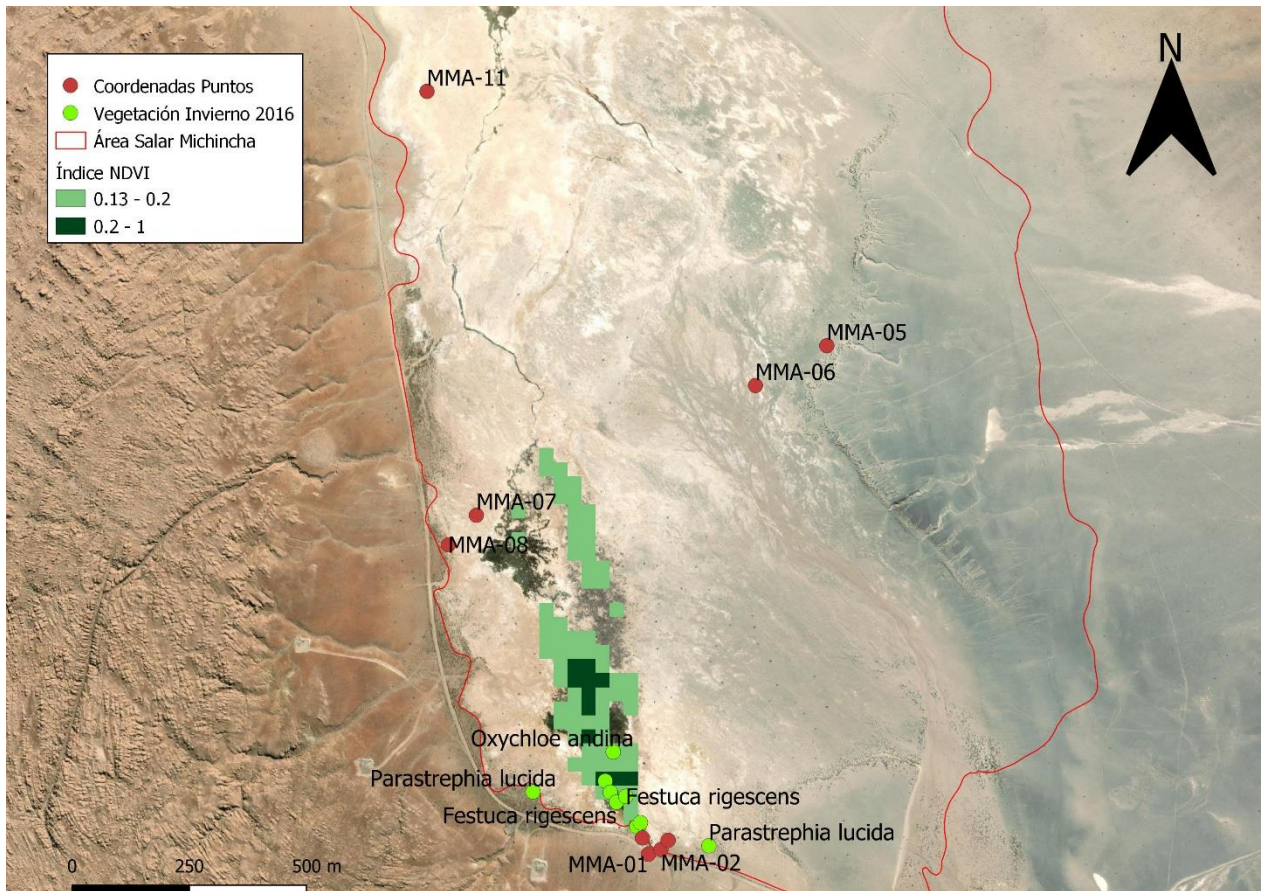 N
Coordenadas Puntos
Vegetación Invierno 2016
Área Salar Michincha
Índice NDVI
0.13 - 0.2
0.2 - 1
MMA-11
MMA-05
MMA-06
MMA-07
MMA-08
Oxychloe andina
Parastrephia lucida
Festuca rigescens
Festuca rigescens
Parastrephia lucida
MMA-01
MMA-02
0
500 m